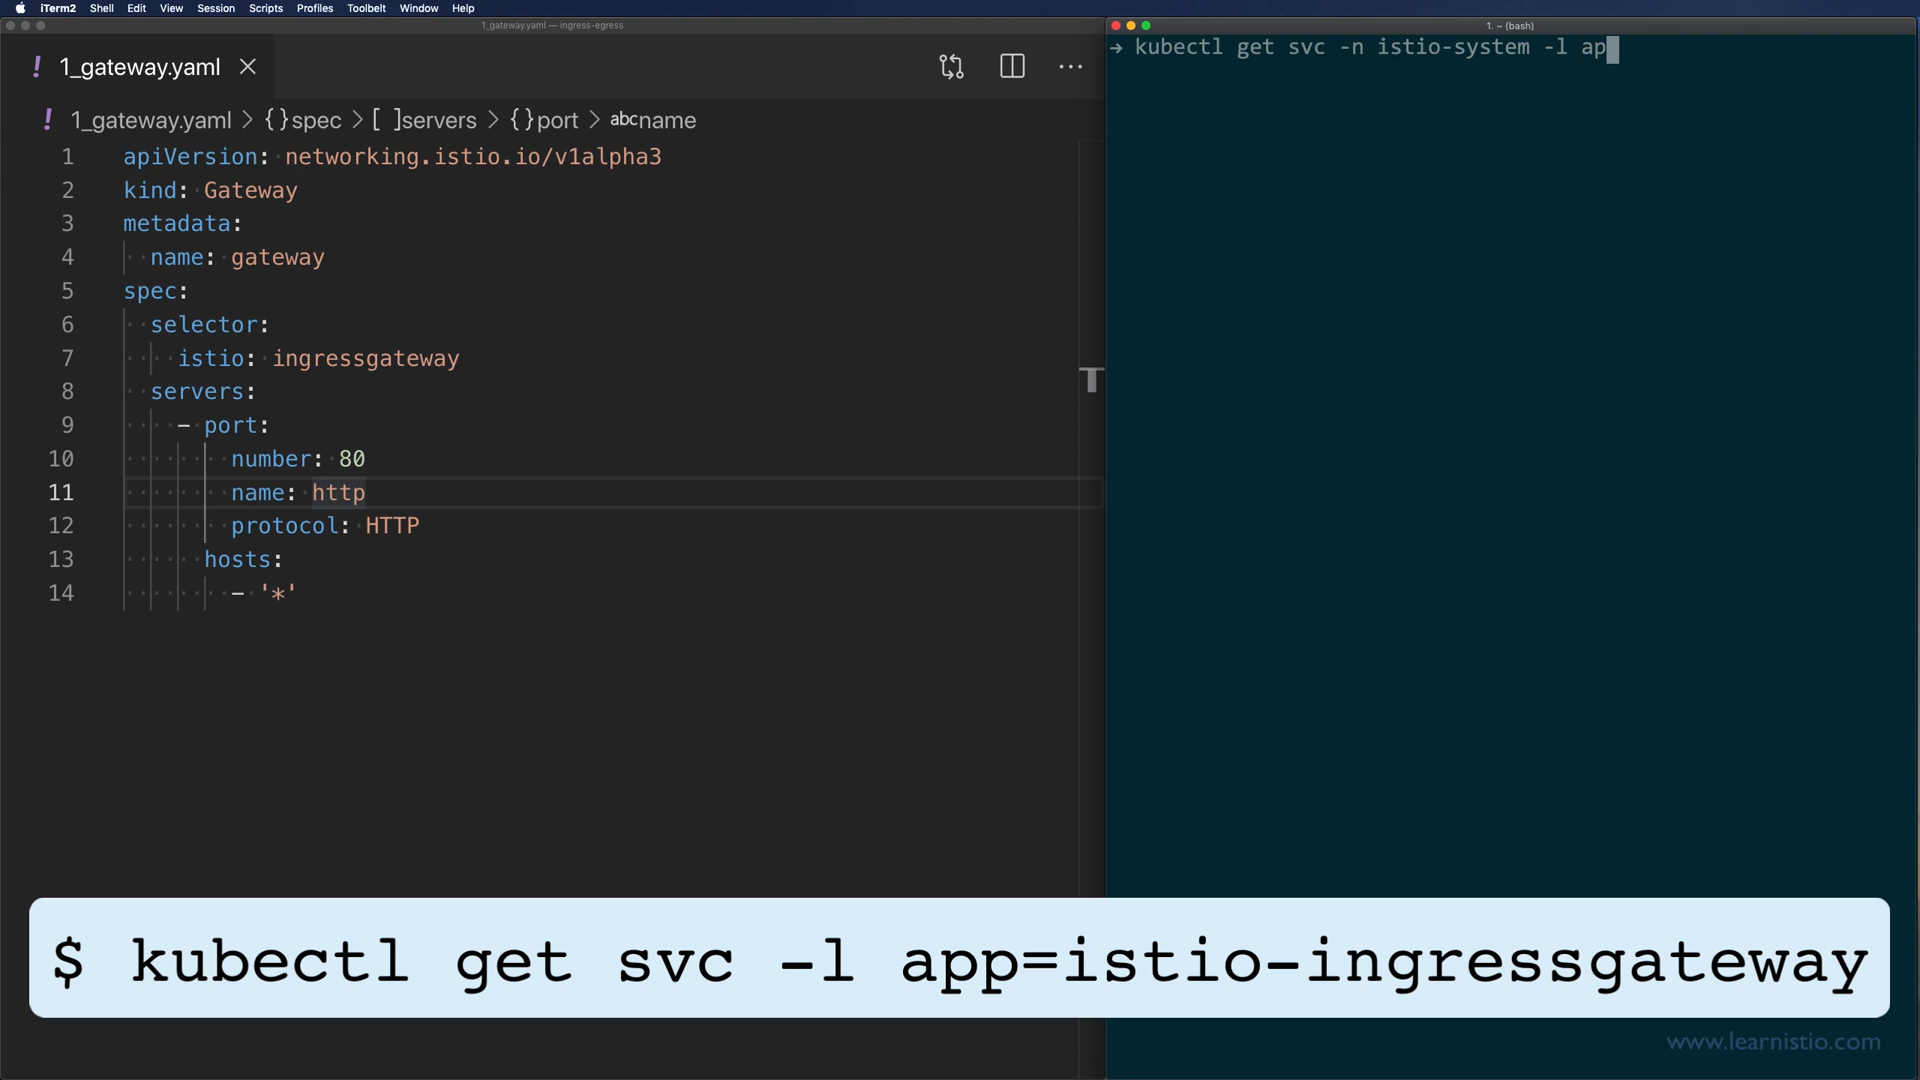 iTerm2 Shell Edit View Session Scripts Profiles Toolbelt Window Help
1_gateway.yaml — ingress-egress
1. ~ (bash)
! 1_gateway.yaml
! 1_gateway.yaml > {}spec > [ ]servers > {}port > abcname
1 apiVersion: networking.istio.io/v1alpha3
2 kind: Gateway
3 metadata:
4   name: gateway
5 spec:
6   selector:
7     istio: ingressgateway
8   servers:
9     - port:
10         number: 80
11         name: http
12         protocol: HTTP
13       hosts:
14         - '*'
T
→ kubectl get svc -n istio-system -l ap
$ kubectl get svc -l app=istio-ingressgateway
www.learnistio.com